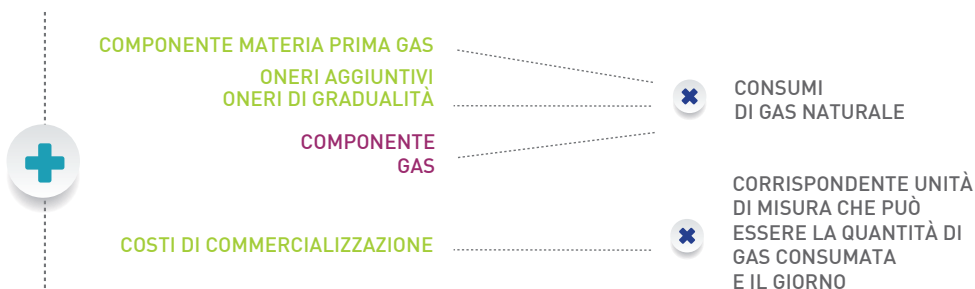 COMPONENTE MATERIA PRIMA GAS
ONERI AGGIUNTIVI
ONERI DI GRADUALITÀ
COMPONENTE
GAS
CONSUMI
DI GAS NATURALE
COSTI DI COMMERCIALIZZAZIONE
CORRISPONDENTE UNITÀ
DI MISURA CHE PUÒ
ESSERE LA QUANTITÀ DI
GAS CONSUMATA
E IL GIORNO